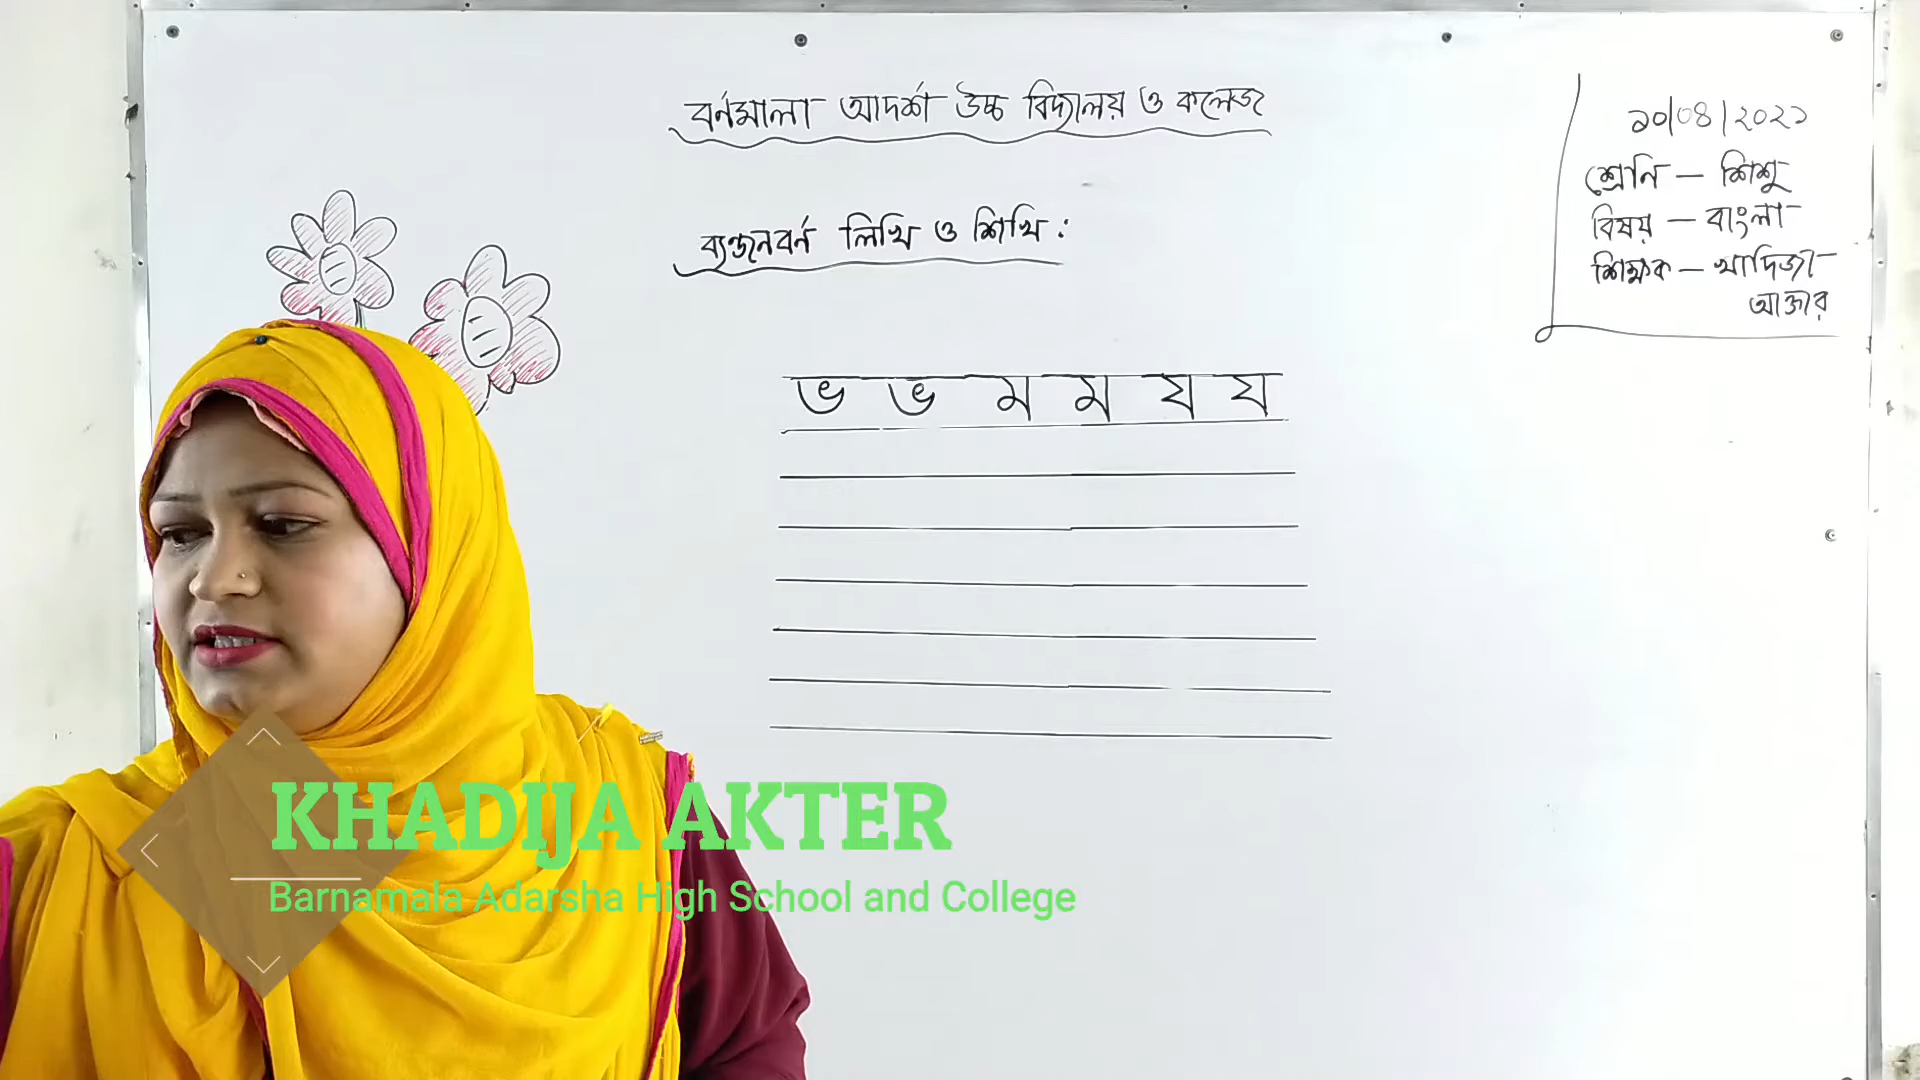 বর্ণমালা আদর্শ উচ্চ বিদ্যালয় ও কলেজ
ব্যঞ্জনবর্ণ লিখি ও শিখি :
ভ ভ ম ম য য
১০/০৪/২০২১
শ্রেনি – শিশু
বিষয় – বাংলা
শিক্ষক – খাদিজা
আক্তার
KHADIJA AKTER
Barnamala Adarsha High School and College